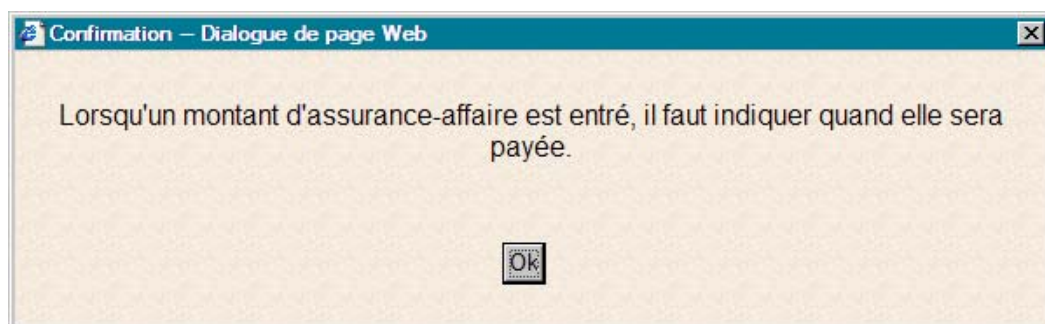 Confirmation – Dialogue de page Web
Lorsqu'un montant d'assurance-affaire est entré, il faut indiquer quand elle sera
payée.
Ok